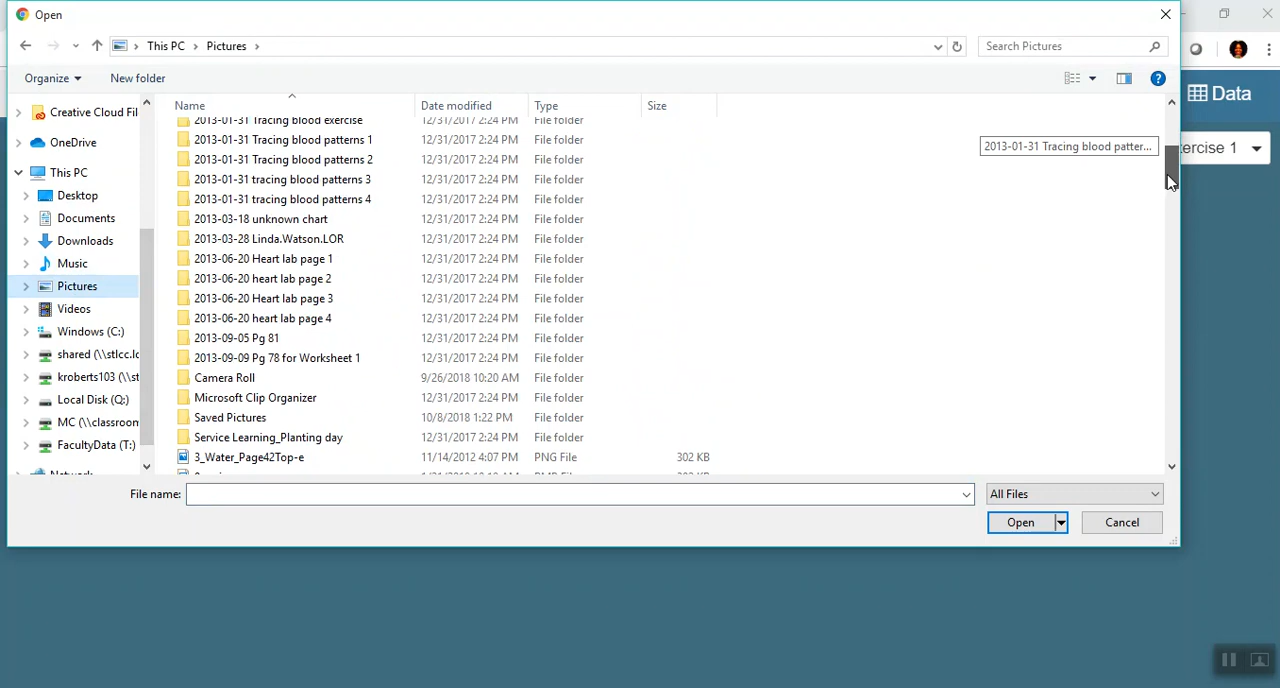 Open
This PC > Pictures >
Search Pictures
Organize
New folder
Data
Name
Date modified
Type
Size
Creative Cloud Fil
OneDrive
This PC
Desktop
Documents
Downloads
Music
Pictures
Videos
Windows (C:)
shared (\\stlcc.lc
kroberts103 (\\st
Local Disk (Q:)
MC (\\classroon
FacultyData (T:)
Network
2013-01-31 Tracing blood exercise 12/31/2017 2:24 PM File folder
2013-01-31 Tracing blood patterns 1 12/31/2017 2:24 PM File folder
2013-01-31 Tracing blood patterns 2 12/31/2017 2:24 PM File folder
2013-01-31 tracing blood patterns 3 12/31/2017 2:24 PM File folder
2013-01-31 tracing blood patterns 4 12/31/2017 2:24 PM File folder
2013-03-18 unknown chart 12/31/2017 2:24 PM File folder
2013-03-28 Linda.Watson.LOR 12/31/2017 2:24 PM File folder
2013-06-20 Heart lab page 1 12/31/2017 2:24 PM File folder
2013-06-20 heart lab page 2 12/31/2017 2:24 PM File folder
2013-06-20 Heart lab page 3 12/31/2017 2:24 PM File folder
2013-06-20 heart lab page 4 12/31/2017 2:24 PM File folder
2013-09-05 Pg 81 12/31/2017 2:24 PM File folder
2013-09-09 Pg 78 for Worksheet 1 12/31/2017 2:24 PM File folder
Camera Roll 9/26/2018 10:20 AM File folder
Microsoft Clip Organizer 12/31/2017 2:24 PM File folder
Saved Pictures 10/8/2018 1:22 PM File folder
Service Learning_Planting day 12/31/2017 2:24 PM File folder
3_Water_Page42Top-e 11/14/2012 4:07 PM PNG File 302 KB
2013-01-31 Tracing blood patter...
ercise 1
File name:
All Files
Open
Cancel